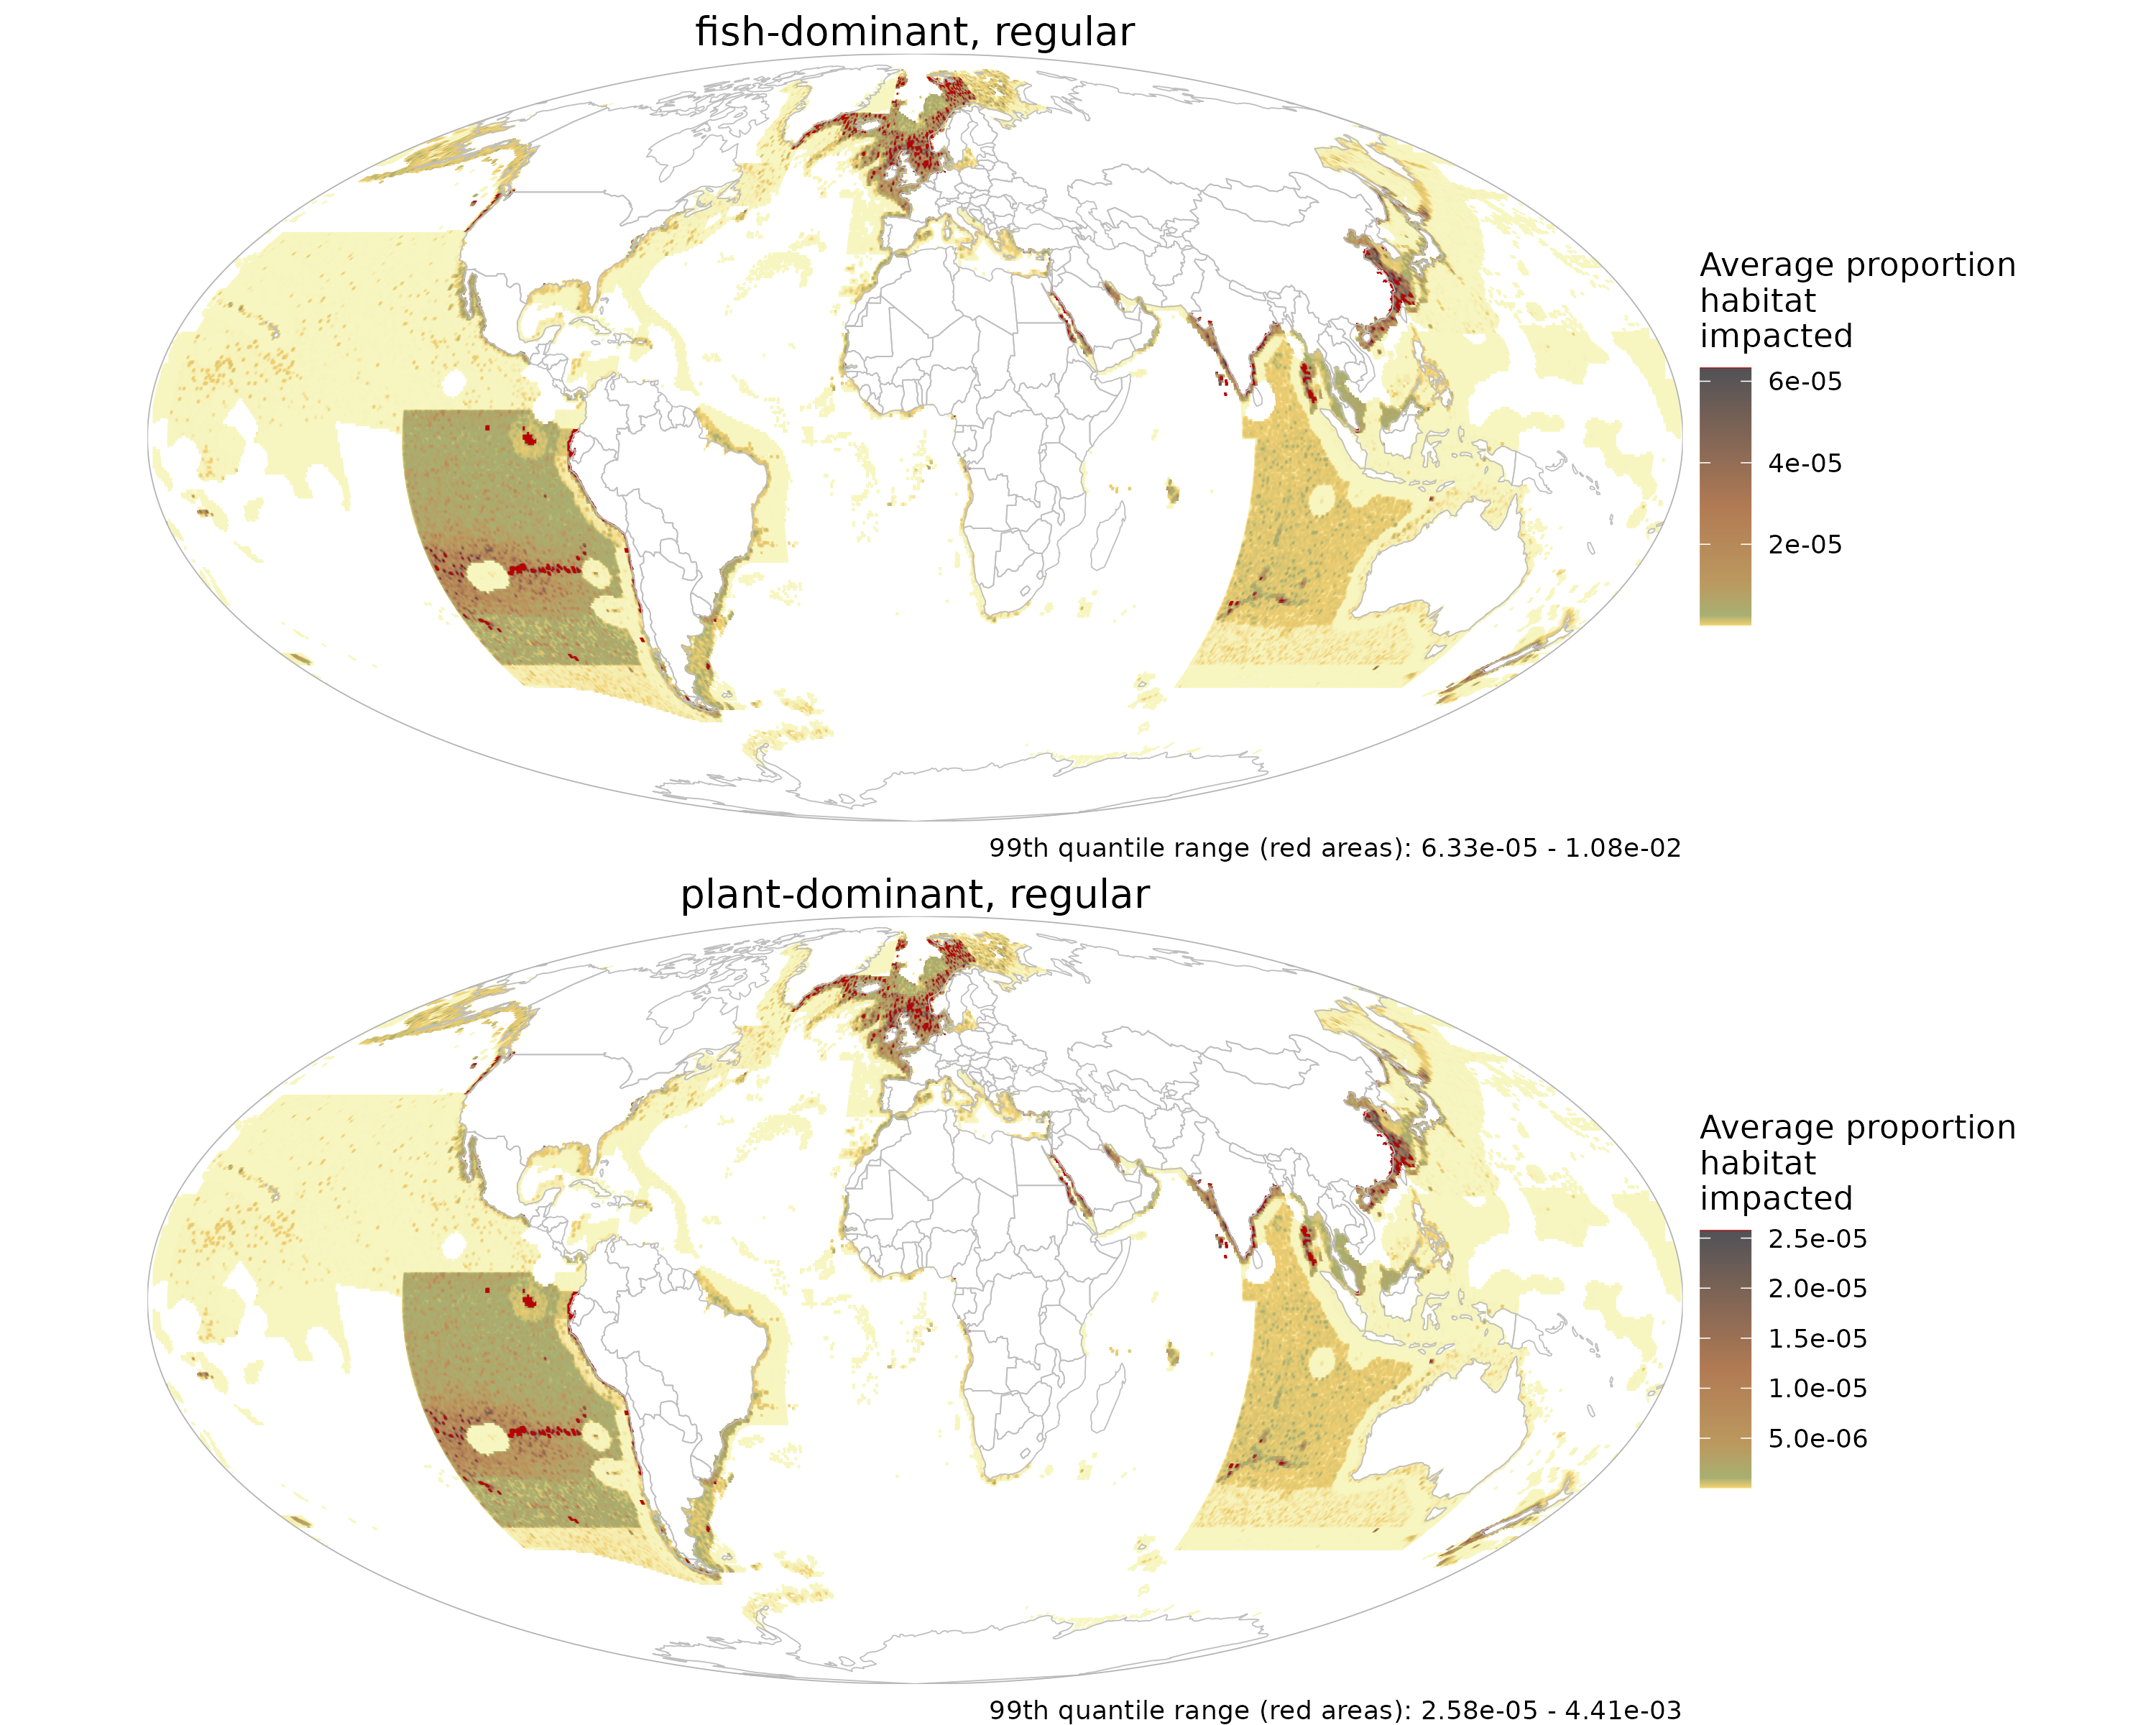 fish-dominant, regular
Average proportion
habitat
impacted
6e-05
4e-05
2e-05
99th quantile range (red areas): 6.33e-05 - 1.08e-02
plant-dominant, regular
Average proportion
habitat
impacted
2.5e-05
2.0e-05
1.5e-05
1.0e-05
5.0e-06
99th quantile range (red areas): 2.58e-05 - 4.41e-03